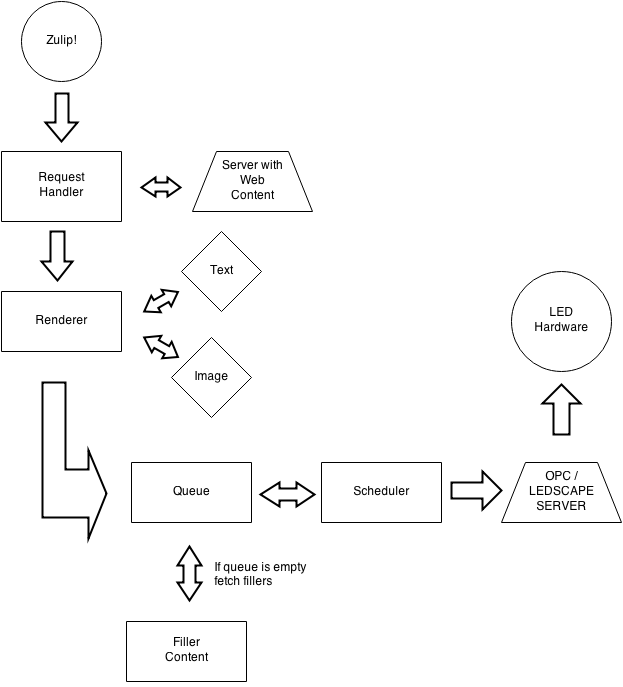 Zulip!
Request
Handler
Server with
Web
Content
Text
Renderer
Image
LED
Hardware
Queue
Scheduler
OPC /
LEDSCAPE
SERVER
If queue is empty
fetch fillers
Filler
Content